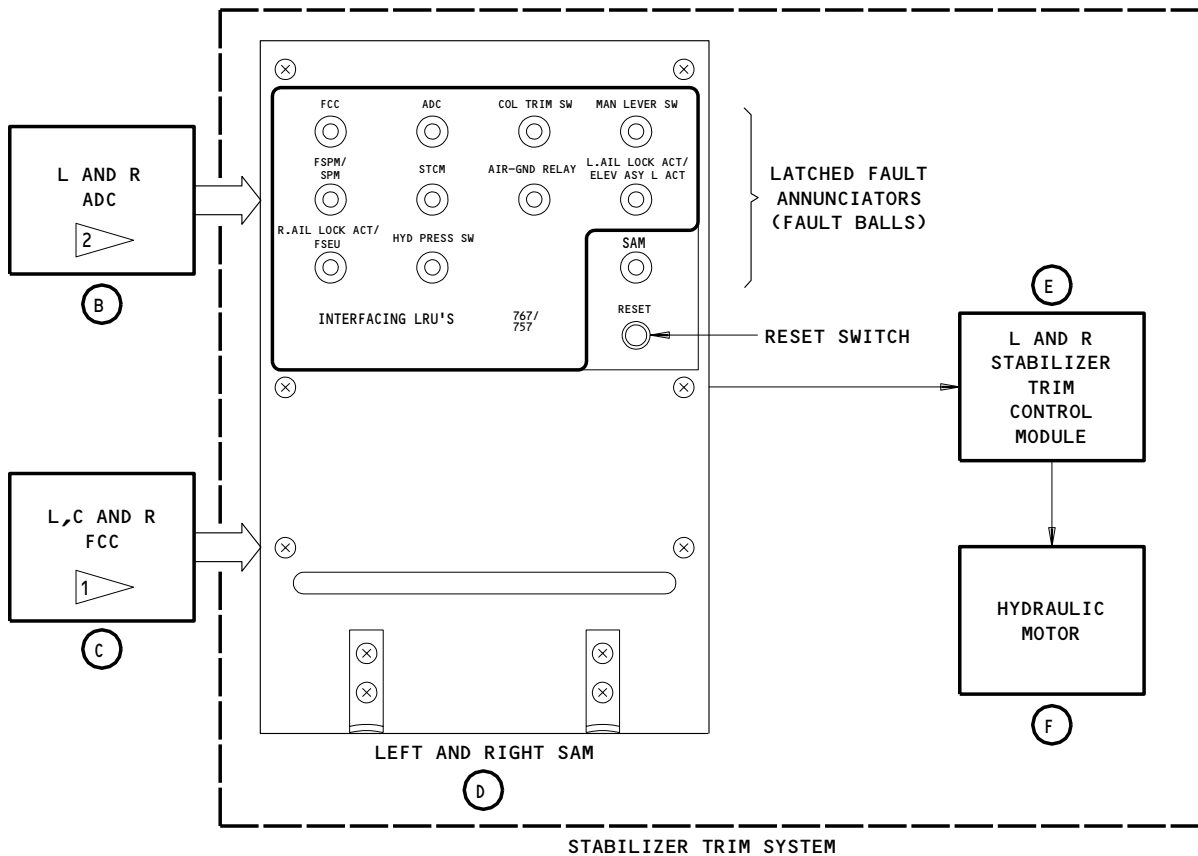 L AND R
ADC
2
B
L,C AND R
FCC
1
C
FCC
ADC
COL TRIM SW
MAN LEVER SW
FSPM/
SPM
STCM
AIR-GND RELAY
L.AIL LOCK ACT/
ELEV ASY L ACT
R.AIL LOCK ACT/
FSEU
HYD PRESS SW
SAM
INTERFACING LRU'S
767/
757
RESET
LATCHED FAULT
ANNUNCIATORS
(FAULT BALLS)
RESET SWITCH
LEFT AND RIGHT SAM
D
E
L AND R
STABILIZER
TRIM
CONTROL
MODULE
HYDRAULIC
MOTOR
F
STABILIZER TRIM SYSTEM